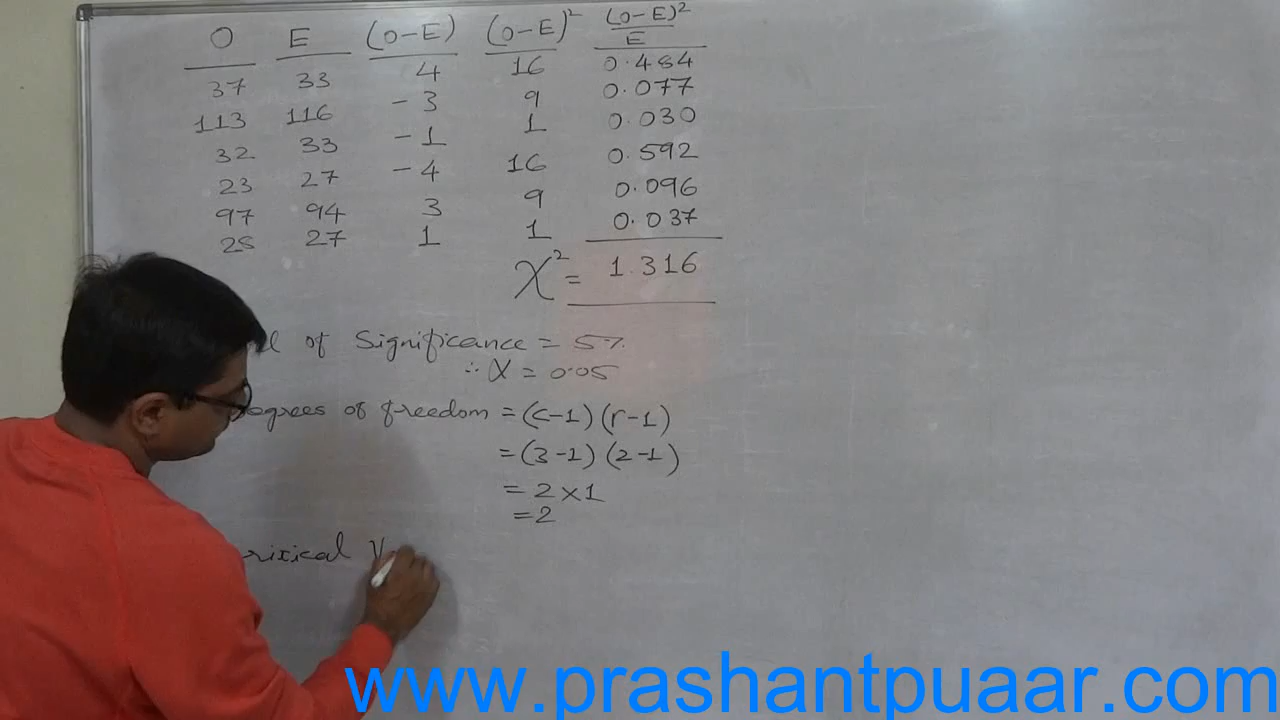 O E (O-E) (O-E)² (O-E)²/E
37 33 4 16 0.484
113 116 -3 9 0.077
32 33 -1 1 0.030
23 27 -4 16 0.592
97 94 3 9 0.096
28 27 1 1 0.037
χ² = 1.316
of Significance = 5%
∴ α = 0.05
Degrees of freedom = (c-1) (r-1)
= (3-1) (2-1)
= 2 × 1
= 2
ritical V
www.prashantpuaar.com